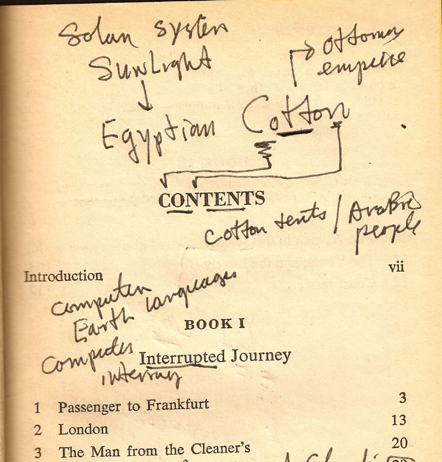 Solar System
SunLight
ottoman
empire
Egyptian Cotton
CONTENTS
cotton tents / Arabic
people
Introduction vii
computer
Earth languages
BOOK I
Computer
Interrupted Journey
1 Passenger to Frankfurt 3
2 London 13
3 The Man from the Cleaner's 20